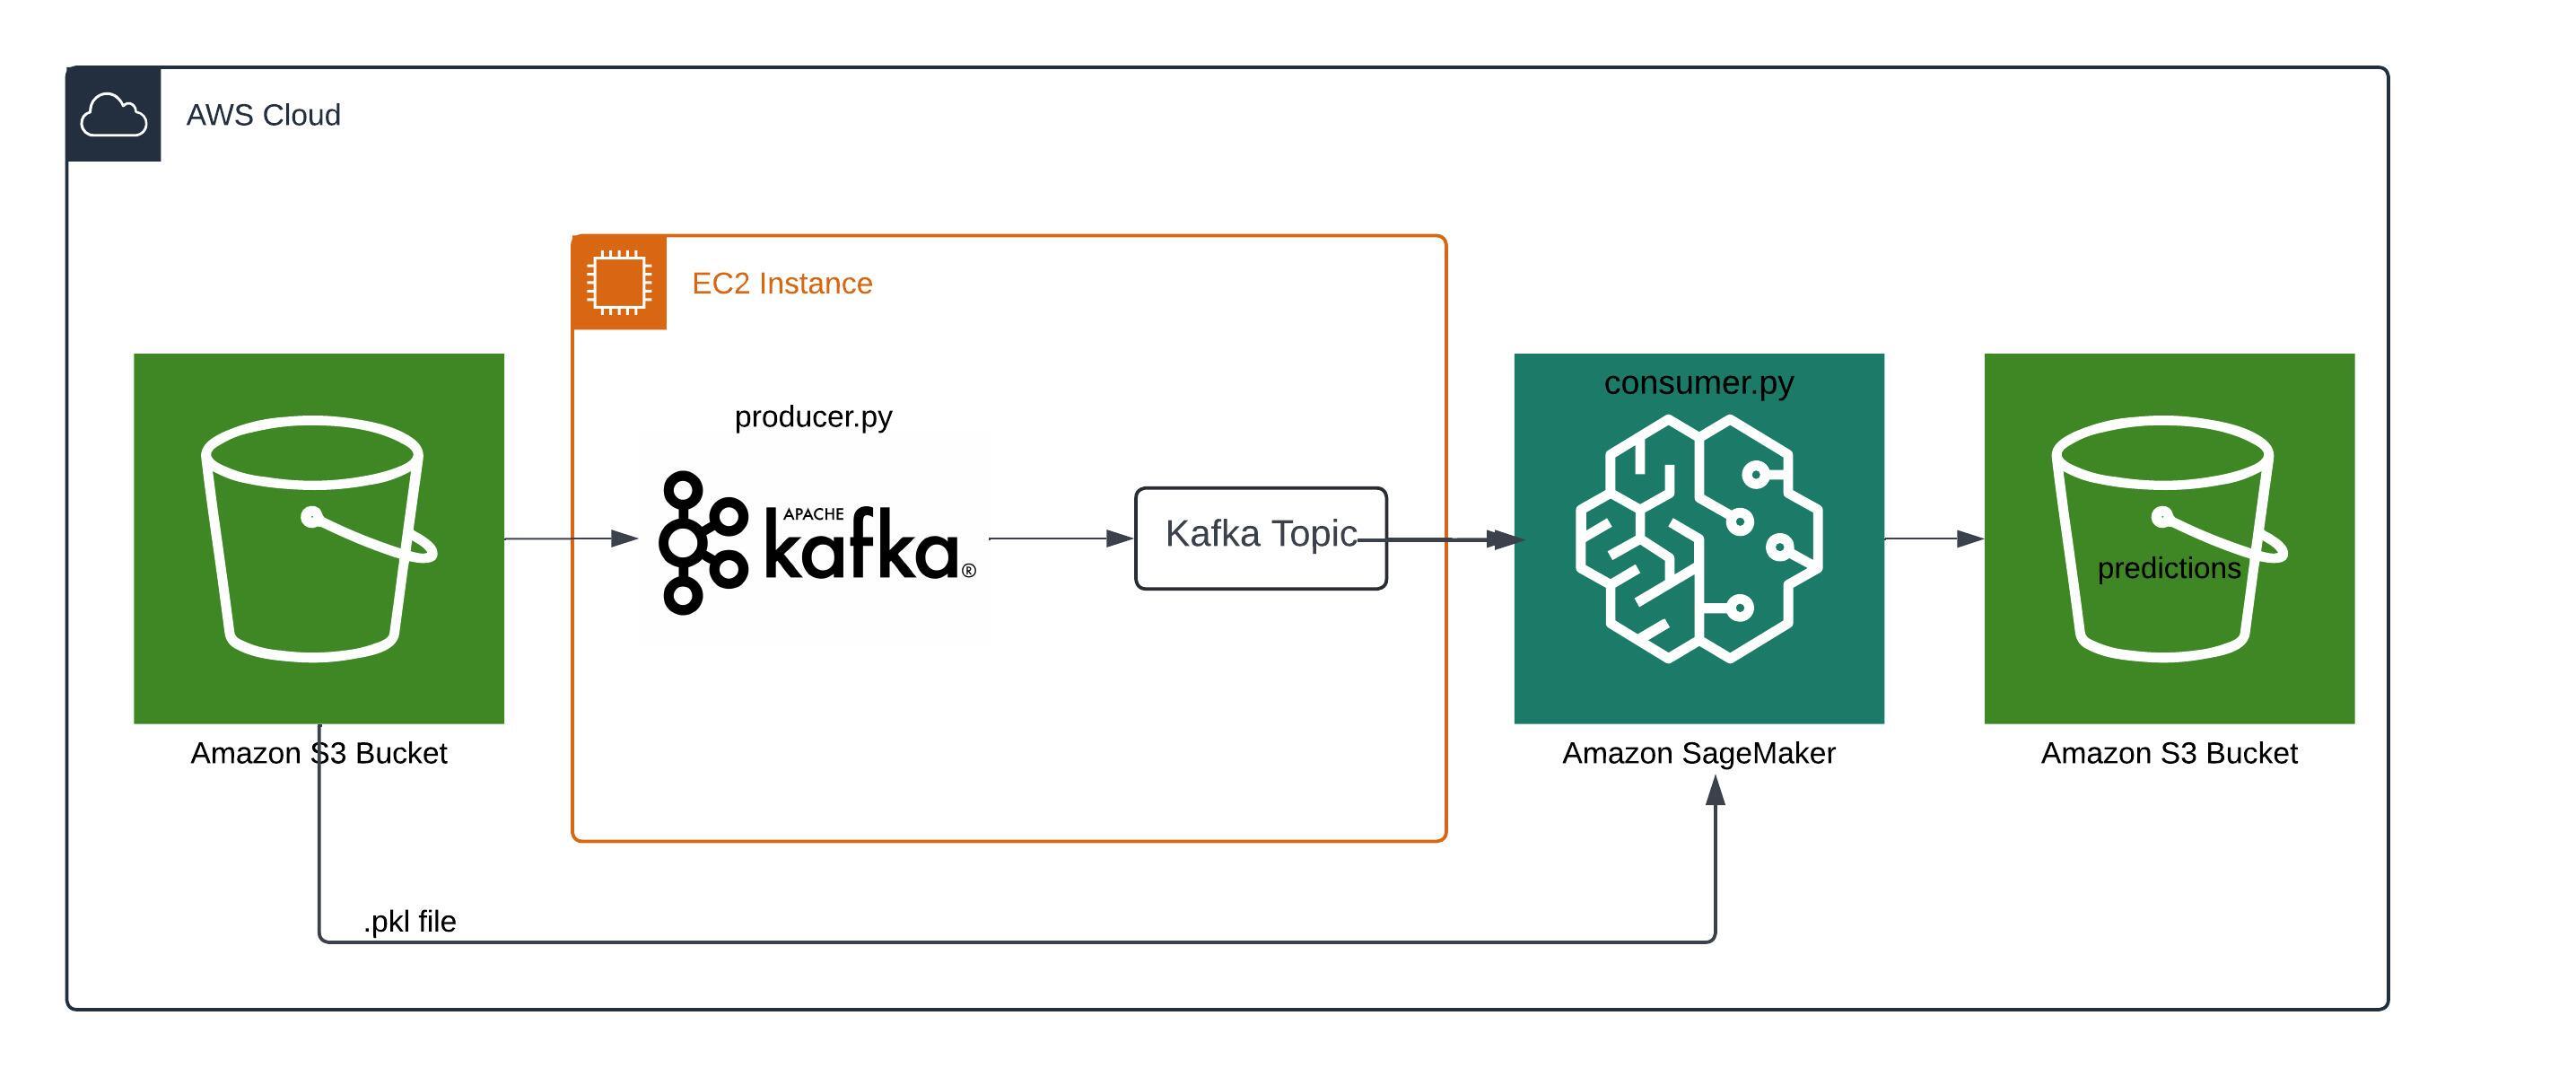 AWS Cloud
EC2 Instance
producer.py
APACHE
kafka®
Kafka Topic
consumer.py
predictions
Amazon S3 Bucket
Amazon SageMaker
Amazon S3 Bucket
.pkl file